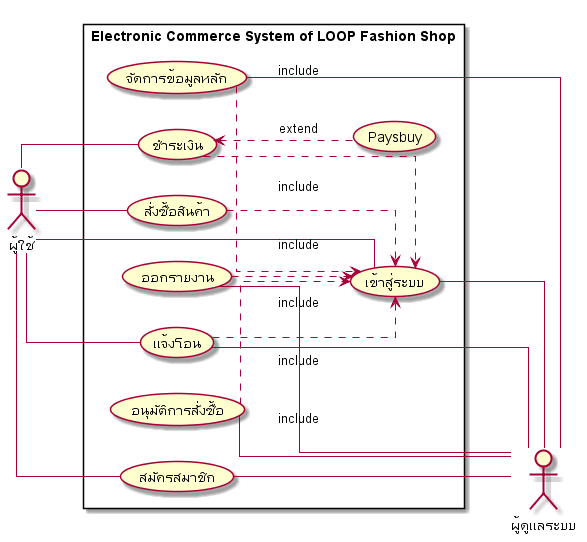 Electronic Commerce System of LOOP Fashion Shop
จัดการข้อมูลหลัก
include
ชำระเงิน
extend
Paysbuy
include
สั่งซื้อสินค้า
ผู้ใช้
include
ออกรายงาน
เข้าสู่ระบบ
include
แจ้งโอน
include
อนุมัติการสั่งซื้อ
include
สมัครสมาชิก
ผู้ดูแลระบบ